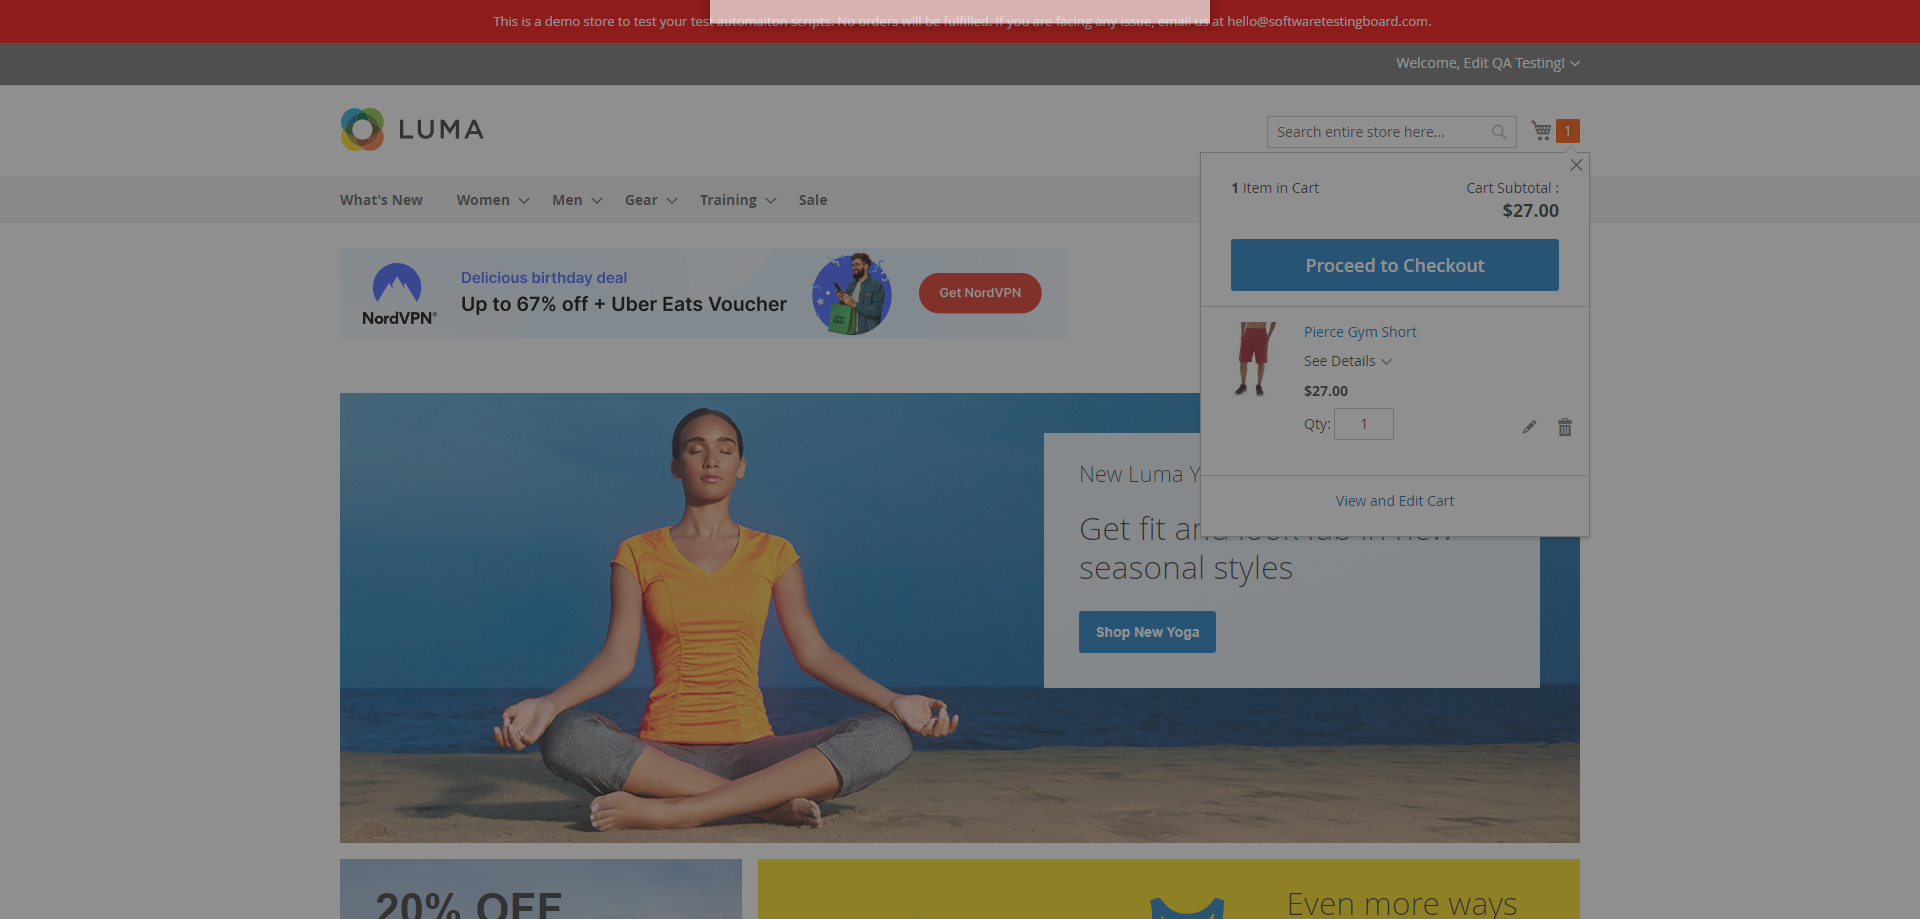 This is a demo store to test your test automaiton scripts. No orders will be fulfilled. If you are facing any issue, email us at hello@softwaretestingboard.com.
Welcome, Edit QA Testing!
LUMA
Search entire store here...
1
What's New Women Men Gear Training Sale
1 Item in Cart
Cart Subtotal :
$27.00
Proceed to Checkout
Pierce Gym Short
See Details
$27.00
Qty: 1
View and Edit Cart
NordVPN®
Delicious birthday deal
Up to 67% off + Uber Eats Voucher
Get NordVPN
New Luma Y
Get fit and look fab in new
seasonal styles
Shop New Yoga
20% OFF
Even more ways